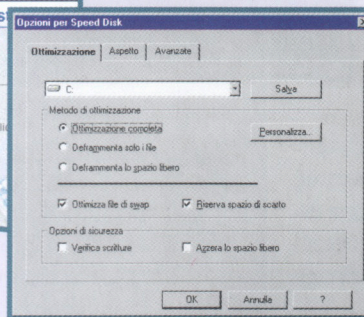 Opzioni per Speed Disk
Ottimizzazione Aspetto Avanzate
C: Salva
Metodo di ottimizzazione
Ottimizzazione completa Personalizza...
Deframmenta solo i file
Deframmenta lo spazio libero
Ottimizza file di swap Riserva spazio di scarto
Opzioni di sicurezza
Verifica scritture Azzera lo spazio libero
OK Annulla ?